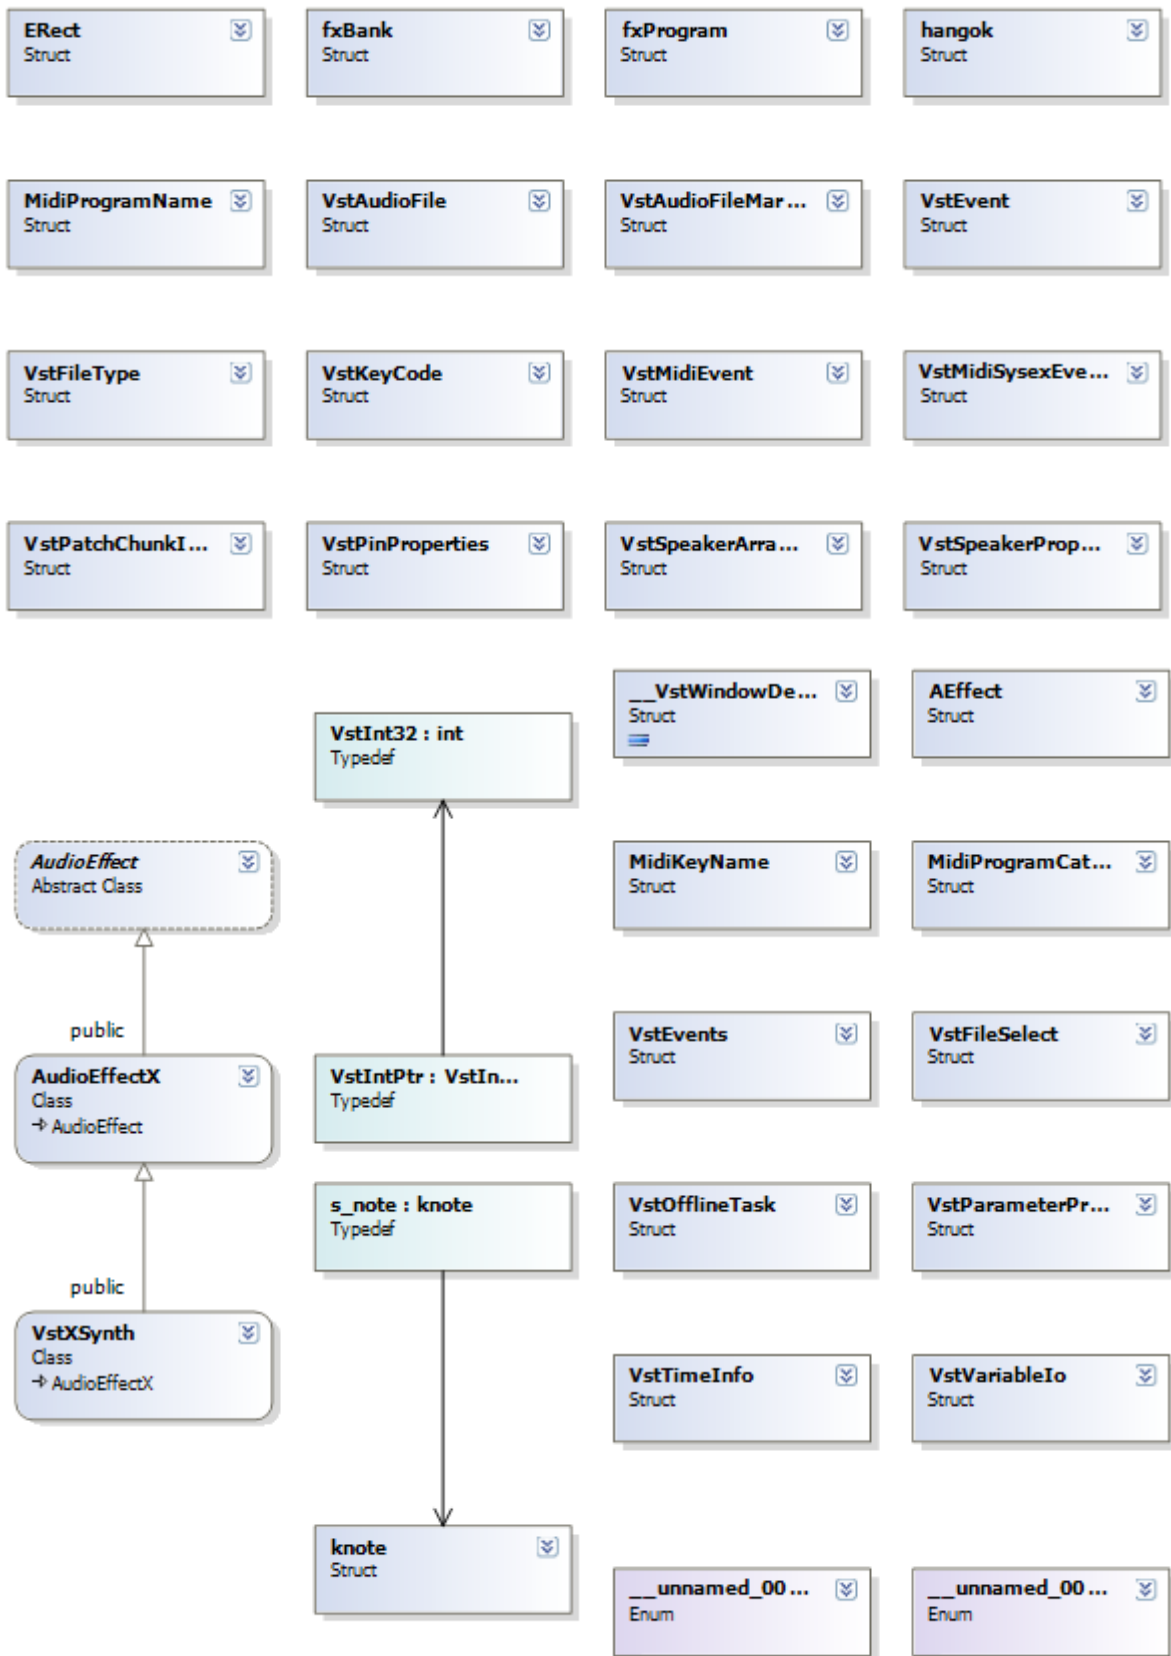 ERect
Struct
fxBank
Struct
fxProgram
Struct
hangok
Struct
MidiProgramName
Struct
VstAudioFile
Struct
VstAudioFileMar...
Struct
VstEvent
Struct
VstFileType
Struct
VstKeyCode
Struct
VstMidiEvent
Struct
VstMidiSysexEve...
Struct
VstPatchChunkI...
Struct
VstPinProperties
Struct
VstSpeakerArra...
Struct
VstSpeakerProp...
Struct
__VstWindowDe...
Struct
AEffect
Struct
VstInt32 : int
Typedef
AudioEffect
Abstract Class
MidiKeyName
Struct
MidiProgramCat...
Struct
public
AudioEffectX
Class
AudioEffect
VstIntPtr : VstIn...
Typedef
VstEvents
Struct
VstFileSelect
Struct
s_note : knote
Typedef
VstOfflineTask
Struct
VstParameterPr...
Struct
public
VstXSynth
Class
AudioEffectX
VstTimeInfo
Struct
VstVariableIo
Struct
knote
Struct
__unnamed_00...
Enum
__unnamed_00...
Enum